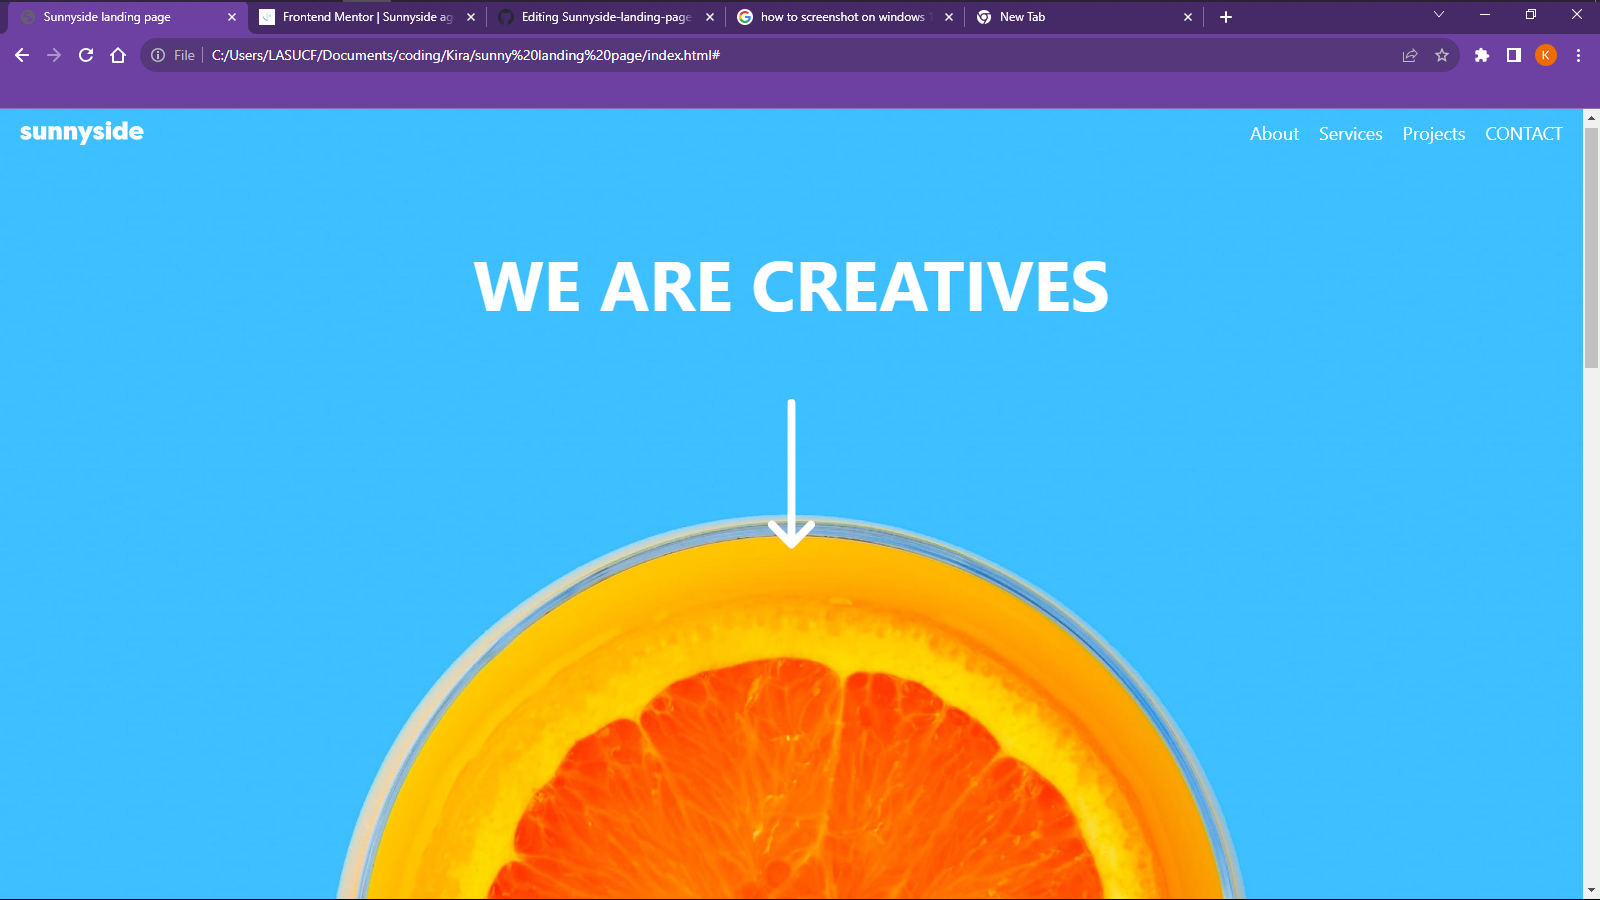 Sunnyside landing page
Frontend Mentor | Sunnyside ag
Editing Sunnyside-landing-page
how to screenshot on windows
New Tab
File
C:/Users/LASUCF/Documents/coding/Kira/sunny%20landing%20page/index.html#
K
sunnyside
About Services Projects CONTACT
WE ARE CREATIVES